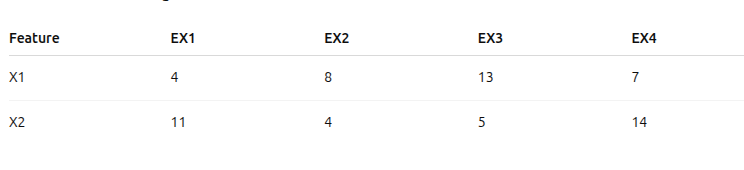 Feature EX1 EX2 EX3 EX4
X1 4 8 13 7
X2 11 4 5 14